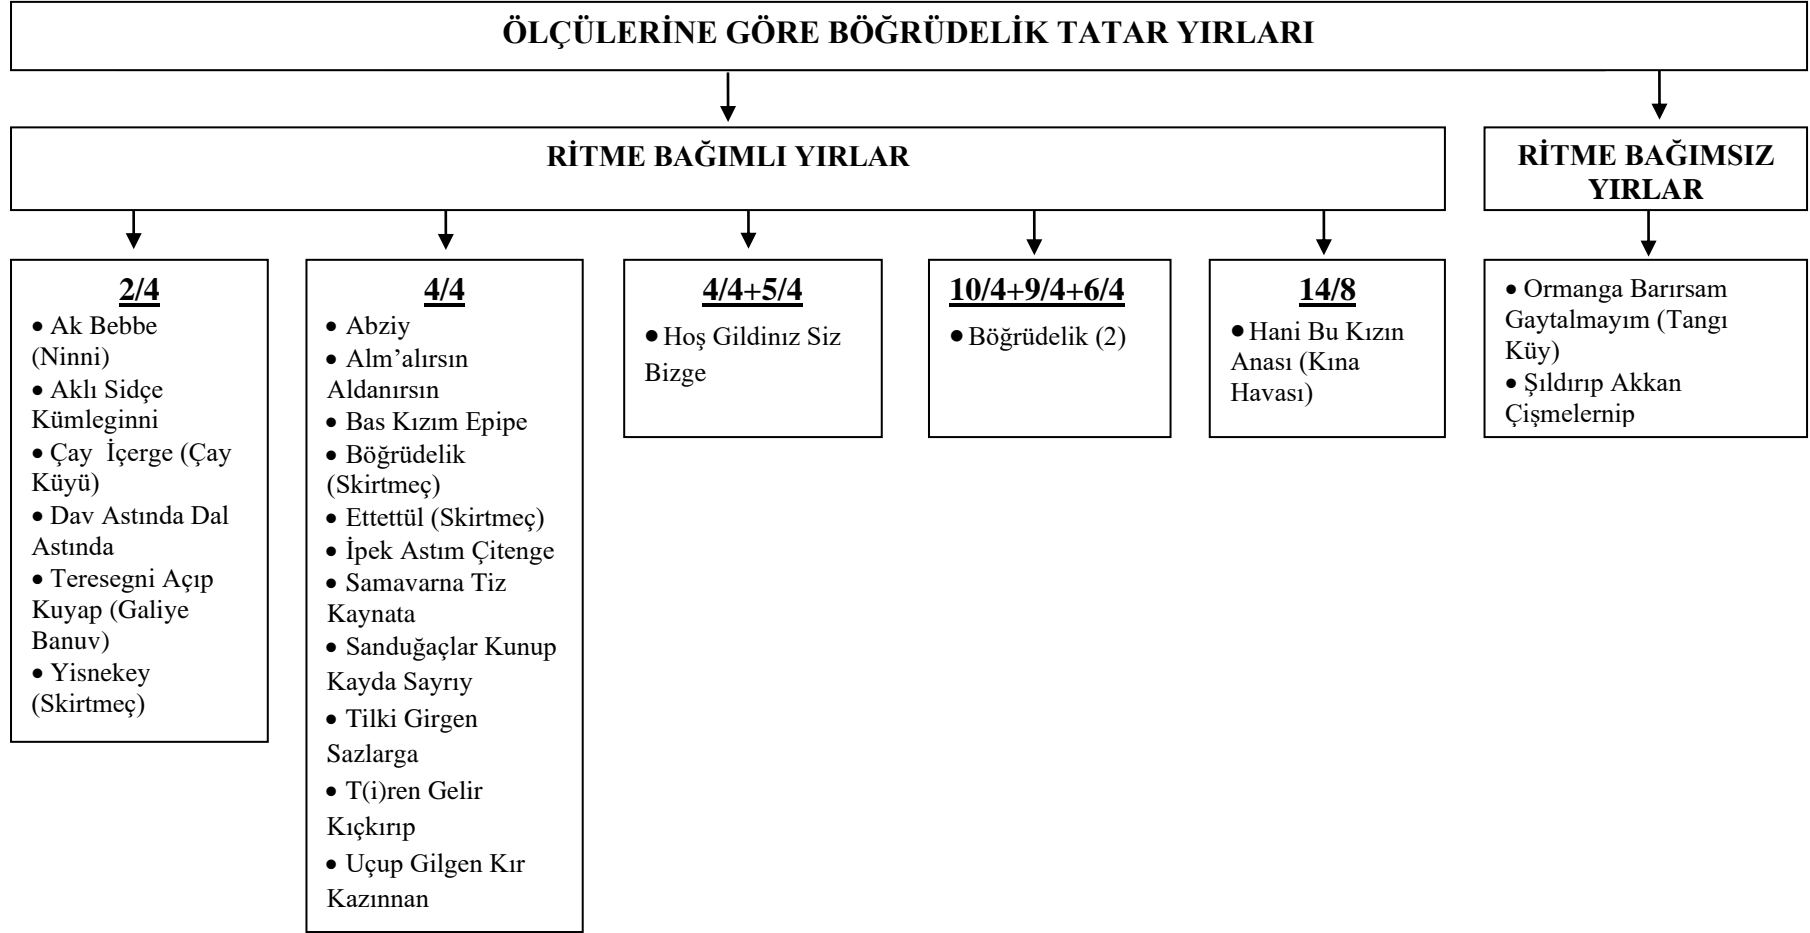 ÖLÇÜLERİNE GÖRE BÖĞRÜDELİK TATAR YIRLARI
RİTME BAĞIMLI YIRLAR
RİTME BAĞIMSIZ
YIRLAR
2/4
• Ak Bebbe
(Ninni)
• Aklı Sidçe
Kümleginni
• Çay İçerge (Çay
Küyü)
• Dav Astında Dal
Astında
• Teresegni Açıp
Kuyap (Galiye
Banuv)
• Yisnekey
(Skirtmeç)
4/4
• Abziy
• Alm’alırsın
Aldanırsın
• Bas Kızım Epipe
• Böğrüdelik
(Skirtmeç)
• Ettettül (Skirtmeç)
• İpek Astım Çitenge
• Samavarna Tiz
Kaynata
• Sanduğaçlar Kunup
Kayda Sayrıy
• Tilki Girgen
Sazlarga
• T(i)ren Gelir
Kıçkırıp
• Uçup Gilgen Kır
Kazınnan
4/4+5/4
• Hoş Gildinız Siz
Bizge
10/4+9/4+6/4
• Böğrüdelik (2)
14/8
• Hani Bu Kızın
Anası (Kına
Havası)
• Ormanga Barırsam
Gaytalmayım (Tangı
Küy)
• Şıldırıp Akkan
Çişmelernip